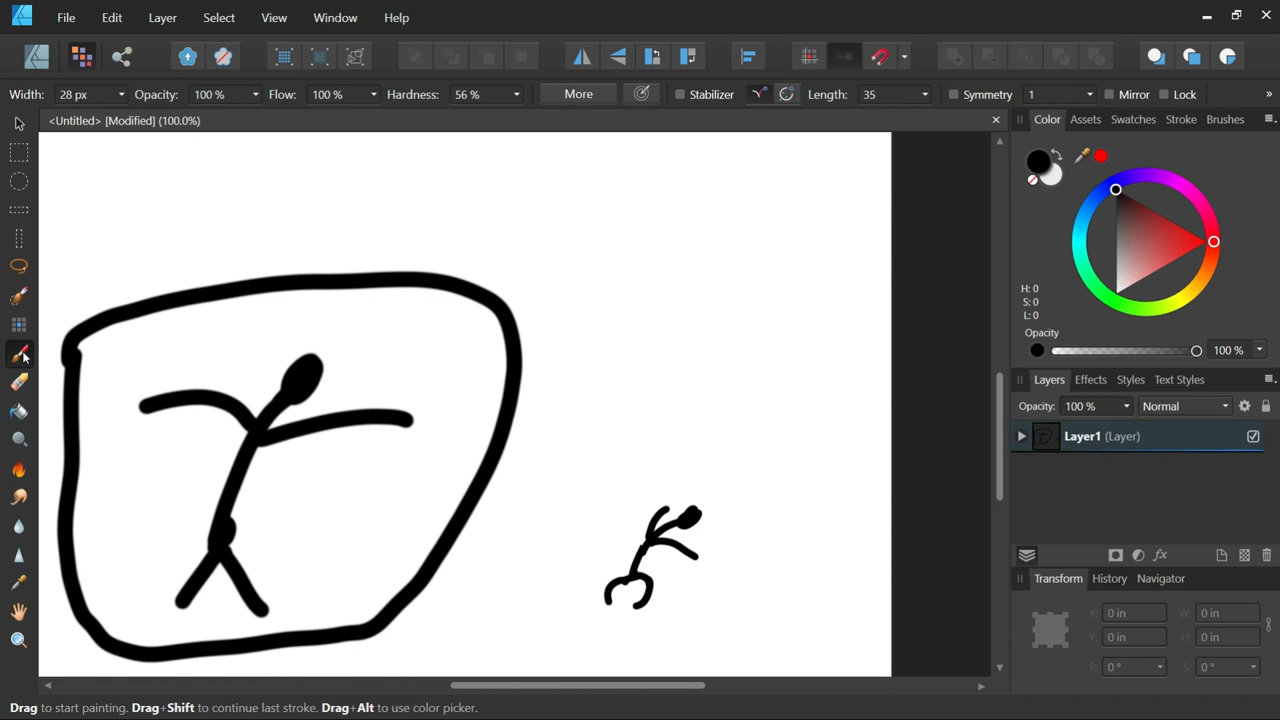 File Edit Layer Select View Window Help
Width: 28 px Opacity: 100 % Flow: 100 % Hardness: 56 % More Stabilizer Length: 35 Symmetry 1 Mirror Lock »
<Untitled> [Modified] (100.0%)
Color Assets Swatches Stroke Brushes
H: 0
S: 0
L: 0
Opacity
100 %
Layers Effects Styles Text Styles
Opacity: 100 % Normal
Layer1 (Layer)
fx
Transform History Navigator
X: 0 in W: 0 in
Y: 0 in H: 0 in
R: 0 ° S: 0 °
Drag to start painting. Drag+Shift to continue last stroke. Drag+Alt to use color picker.